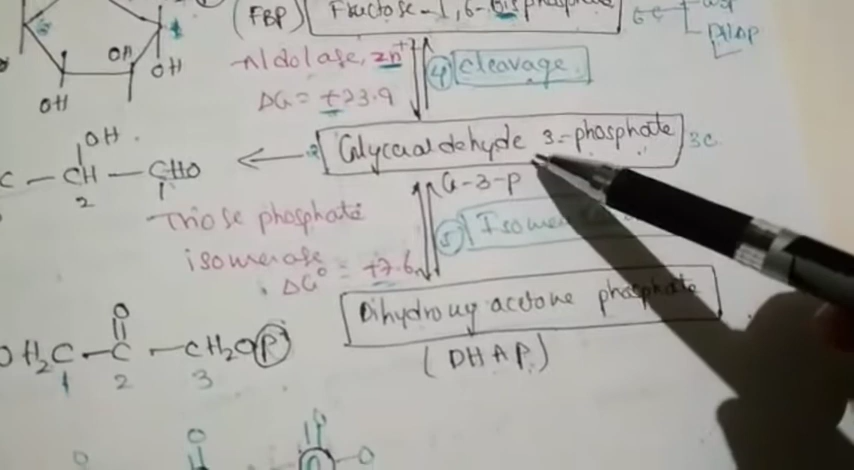 (FBP) Fructose-1,6-bisphosphate
6c
DHAP
OH
OH
OH
Aldolase, zn+
④ cleavage
ΔG = +23.9
OH
C — CH — CHO
2 1
Glyceraldehyde 3-phosphate 3c
G-3-P
Triose phosphate
isomerase
⑤
ΔG° = +7.6
Dihydroxy acetone phosphate
(DHAP)
O
OH2C — C — CH2O P
1 2 3
O
O
O
O